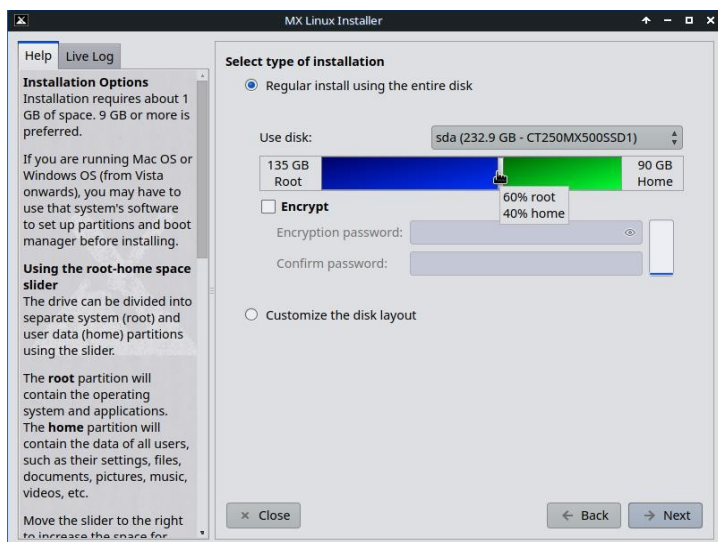 MX Linux Installer
Help
Live Log
Installation Options
Installation requires about 1
GB of space. 9 GB or more is
preferred.
If you are running Mac OS or
Windows OS (from Vista
onwards), you may have to
use that system's software
to set up partitions and boot
manager before installing.
Using the root-home space
slider
The drive can be divided into
separate system (root) and
user data (home) partitions
using the slider.
The root partition will
contain the operating
system and applications.
The home partition will
contain the data of all users,
such as their settings, files,
documents, pictures, music,
videos, etc.
Move the slider to the right
to increase the space for
Select type of installation
Regular install using the entire disk
Use disk:
sda (232.9 GB - CT250MX500SSD1)
135 GB
Root
90 GB
Home
60% root
40% home
Encrypt
Encryption password:
Confirm password:
Customize the disk layout
Close
Back
Next